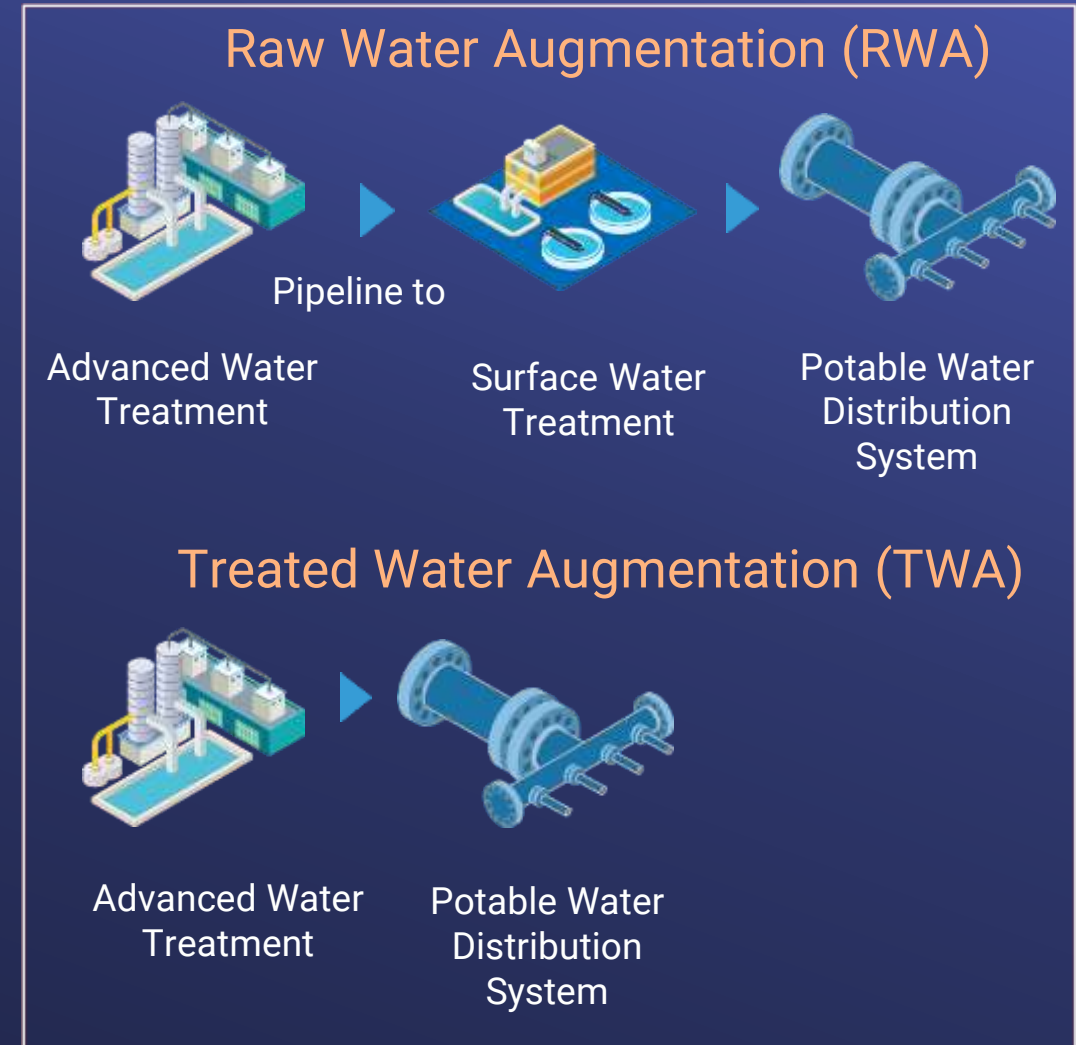 Raw Water Augmentation (RWA)
Pipeline to
Advanced Water
Treatment
Surface Water
Treatment
Potable Water
Distribution
System
Treated Water Augmentation (TWA)
Advanced Water
Treatment
Potable Water
Distribution
System